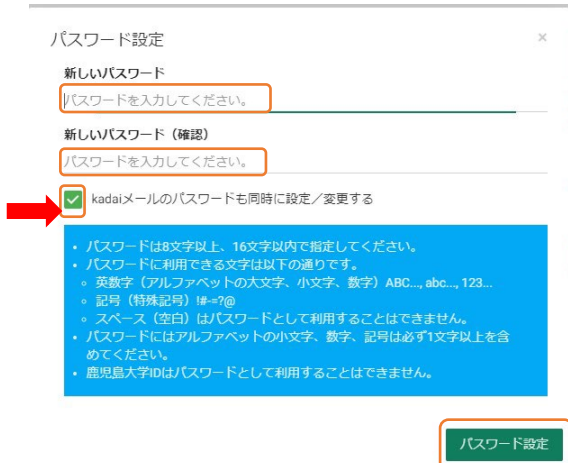 パスワード設定 ×
新しいパスワード
パスワードを入力してください。
新しいパスワード（確認）
パスワードを入力してください。
kadaiメールのパスワードも同時に設定／変更する
• パスワードは8文字以上、16文字以内で指定してください。
• パスワードに利用できる文字は以下の通りです。
◦ 英数字（アルファベットの大文字、小文字、数字）ABC..., abc..., 123...
◦ 記号（特殊記号）!#-=?@
◦ スペース（空白）はパスワードとして利用することはできません。
• パスワードにはアルファベットの小文字、数字、記号は必ず1文字以上を含
めてください。
• 鹿児島大学IDはパスワードとして利用することはできません。
パスワード設定